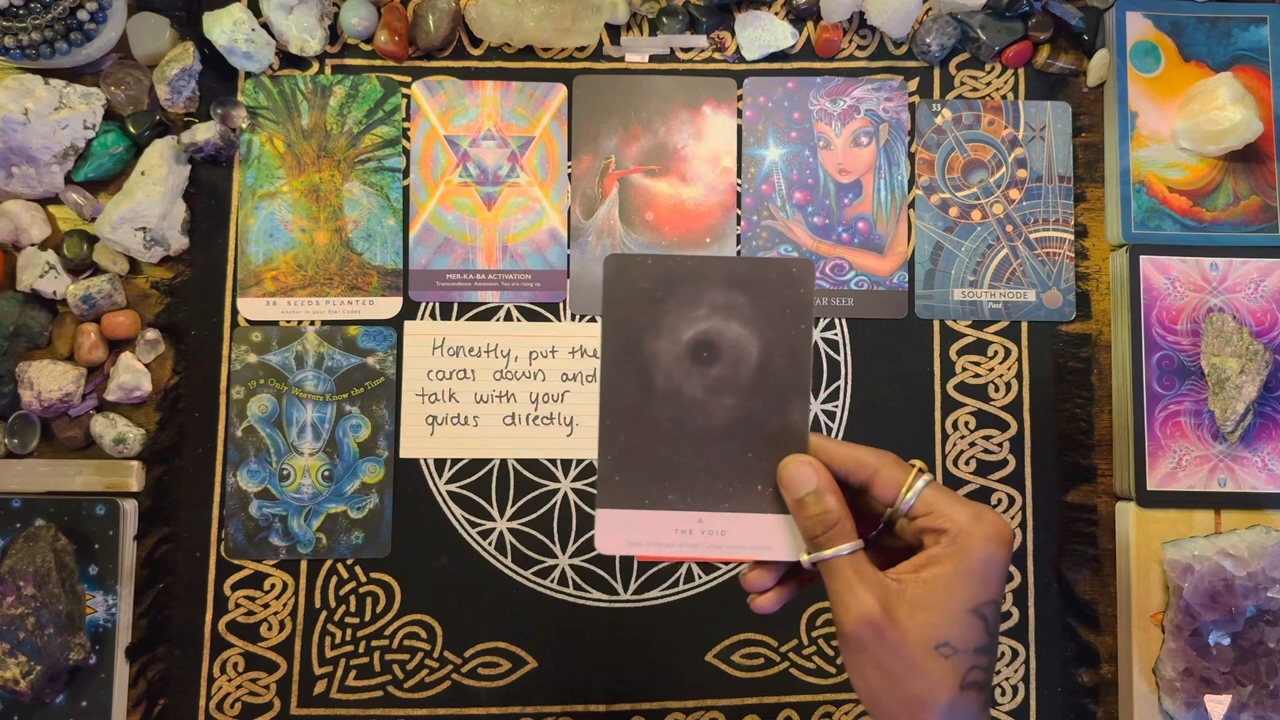 38. SEEDS PLANTED
Anchor in your Star Codes
MER-KA-BA ACTIVATION
Transcendence. Ascension. You are rising up.
AR SEER
33
SOUTH NODE
Past
19 = Only Weavers Know the Time
Honestly, put the
cards down and
talk with your
guides directly.
THE VOID